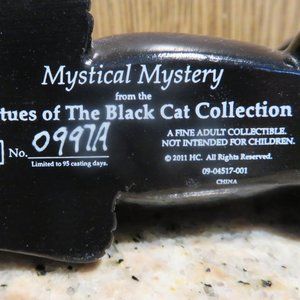 Mystical Mystery
from the
tues of The Black Cat Collection
No. 0997A
Limited to 95 casting days.
A FINE ADULT COLLECTIBLE.
NOT INTENDED FOR CHILDREN.
© 2011 HC. All Rights Reserved.
09-04517-001
CHINA